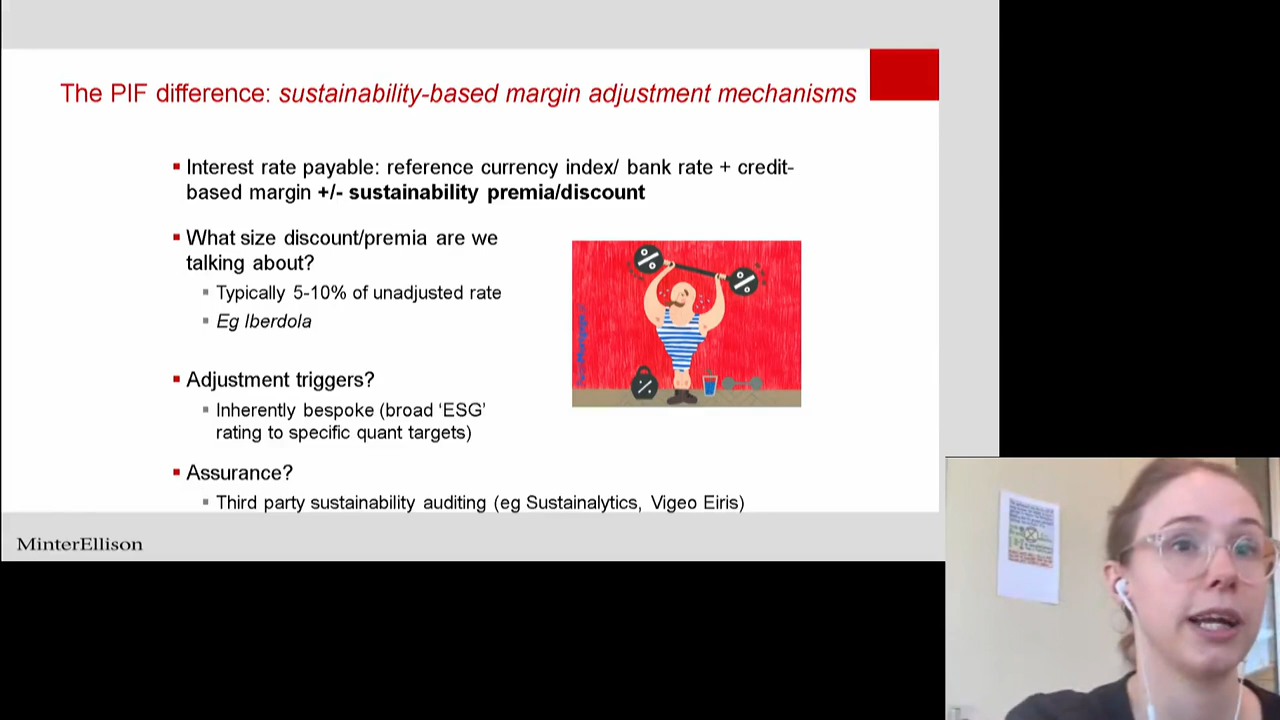 The PIF difference: sustainability-based margin adjustment mechanisms
▪ Interest rate payable: reference currency index/ bank rate + credit-
based margin +/- sustainability premia/discount
▪ What size discount/premia are we
talking about?
▪ Typically 5-10% of unadjusted rate
▪ Eg Iberdola
▪ Adjustment triggers?
▪ Inherently bespoke (broad ‘ESG’
rating to specific quant targets)
▪ Assurance?
▪ Third party sustainability auditing (eg Sustainalytics, Vigeo Eiris)
MinterEllison
% %
%